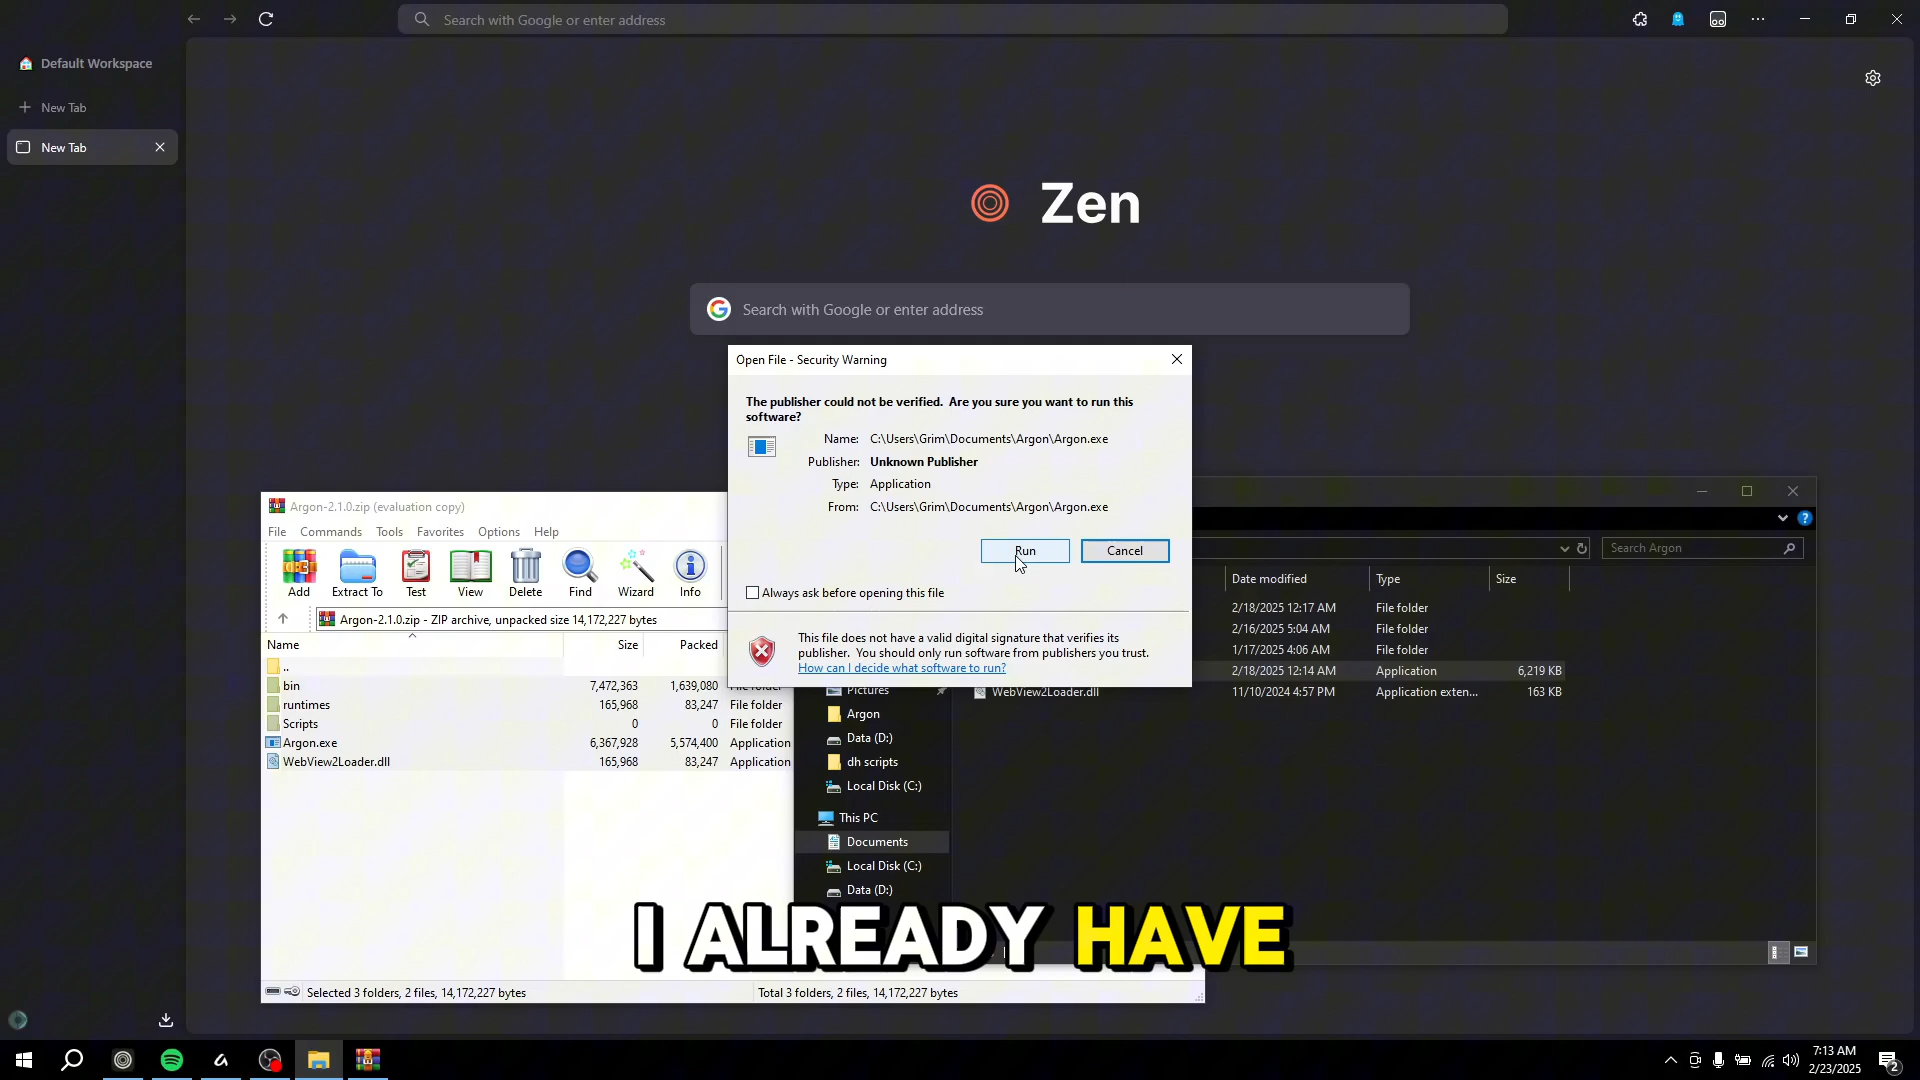 Search with Google or enter address
Default Workspace
New Tab
New Tab
Zen
Search with Google or enter address
Open File - Security Warning
The publisher could not be verified. Are you sure you want to run this
software?
Name: C:\Users\Grim\Documents\Argon\Argon.exe
Publisher: Unknown Publisher
Type: Application
From: C:\Users\Grim\Documents\Argon\Argon.exe
Run Cancel
Always ask before opening this file
This file does not have a valid digital signature that verifies its
publisher. You should only run software from publishers you trust.
How can I decide what software to run?
Argon-2.1.0.zip (evaluation copy)
File Commands Tools Favorites Options Help
Add Extract To Test View Delete Find Wizard Info
Argon-2.1.0.zip - ZIP archive, unpacked size 14,172,227 bytes
Name Size Packed
..
bin 7,472,363 1,639,080 File folder
runtimes 165,968 83,247 File folder
Scripts 0 0 File folder
Argon.exe 6,367,928 5,574,400 Application
WebView2Loader.dll 165,968 83,247 Application
Selected 3 folders, 2 files, 14,172,227 bytes
Total 3 folders, 2 files, 14,172,227 bytes
Search Argon
Date modified Type Size
2/18/2025 12:17 AM File folder
2/16/2025 5:04 AM File folder
1/17/2025 4:06 AM File folder
2/18/2025 12:14 AM Application 6,219 KB
WebView2Loader.dll 11/10/2024 4:57 PM Application exten... 163 KB
Pictures
Argon
Data (D:)
dh scripts
Local Disk (C:)
This PC
Documents
Local Disk (C:)
Data (D:)
I ALREADY HAVE
7:13 AM
2/23/2025
2